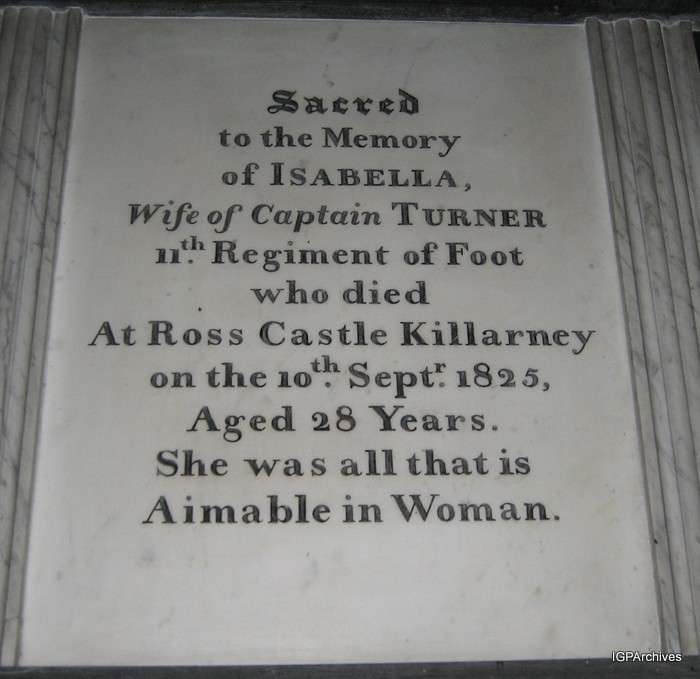 Sacred
to the Memory
of ISABELLA,
Wife of Captain TURNER
11th. Regiment of Foot
who died
At Ross Castle Killarney
on the 10th. Septr. 1825,
Aged 28 Years.
She was all that is
Aimable in Woman.
IGPArchives